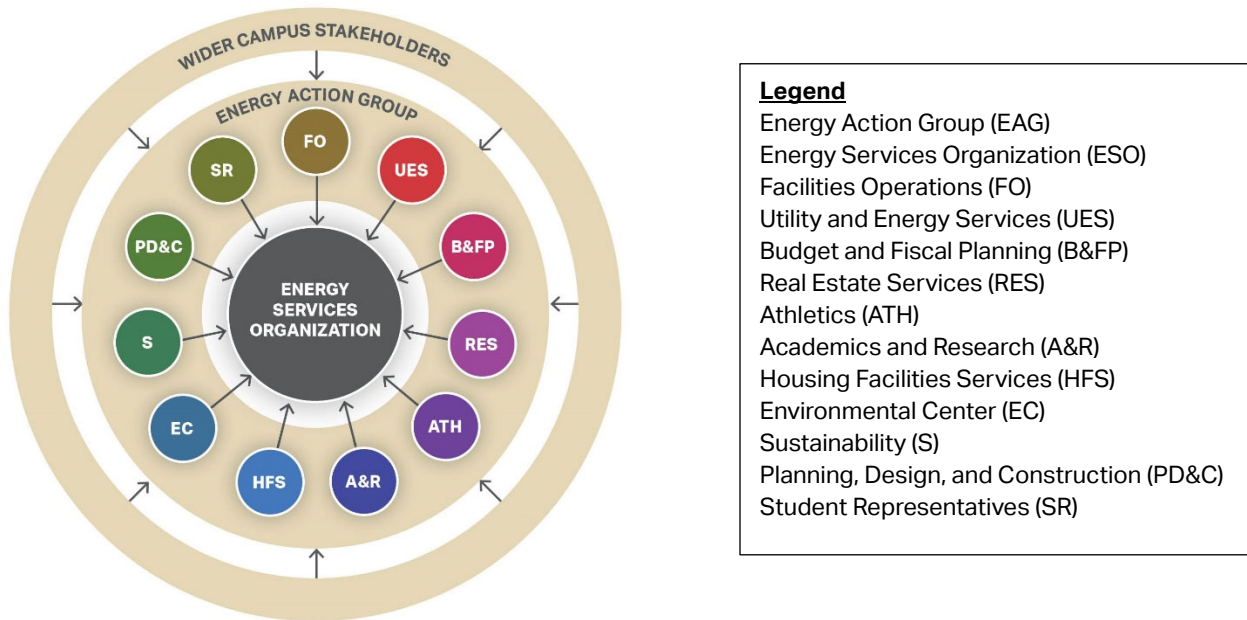 WIDER CAMPUS STAKEHOLDERS
ENERGY ACTION GROUP
FO
UES
B&FP
RES
ATH
A&R
HFS
EC
S
PD&C
SR
ENERGY
SERVICES
ORGANIZATION
Legend
Energy Action Group (EAG)
Energy Services Organization (ESO)
Facilities Operations (FO)
Utility and Energy Services (UES)
Budget and Fiscal Planning (B&FP)
Real Estate Services (RES)
Athletics (ATH)
Academics and Research (A&R)
Housing Facilities Services (HFS)
Environmental Center (EC)
Sustainability (S)
Planning, Design, and Construction (PD&C)
Student Representatives (SR)